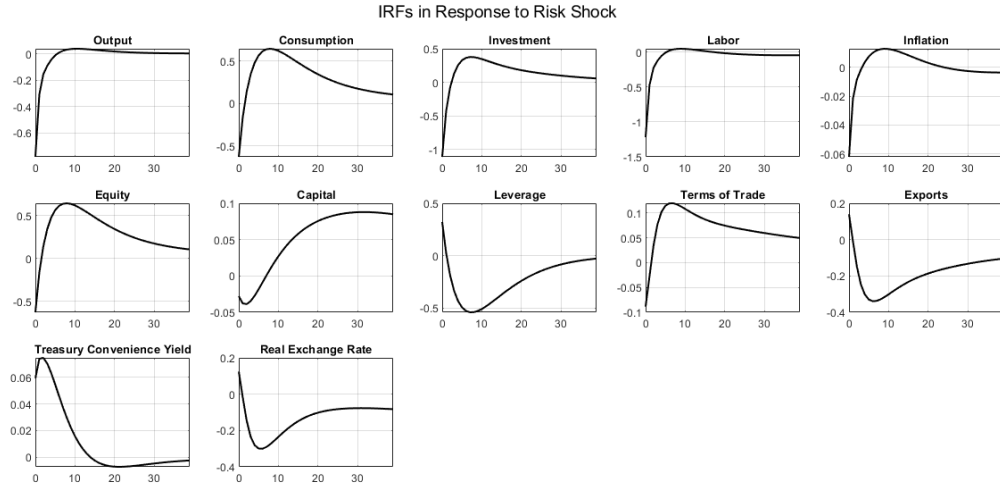 IRFs in Response to Risk Shock
Output
0
-0.2
-0.4
-0.6
0 10 20 30
Consumption
0.5
0
-0.5
0 10 20 30
Investment
0.5
0
-0.5
-1
0 10 20 30
Labor
0
-0.5
-1
-1.5
0 10 20 30
Inflation
0
-0.02
-0.04
-0.06
0 10 20 30
Equity
0.5
0
-0.5
0 10 20 30
Capital
0.1
0.05
0
-0.05
0 10 20 30
Leverage
0.5
0
-0.5
0 10 20 30
Terms of Trade
0.1
0.05
0
-0.05
-0.1
0 10 20 30
Exports
0.2
0
-0.2
-0.4
0 10 20 30
Treasury Convenience Yield
0.06
0.04
0.02
0
0 10 20 30
Real Exchange Rate
0.2
0
-0.2
-0.4
0 10 20 30